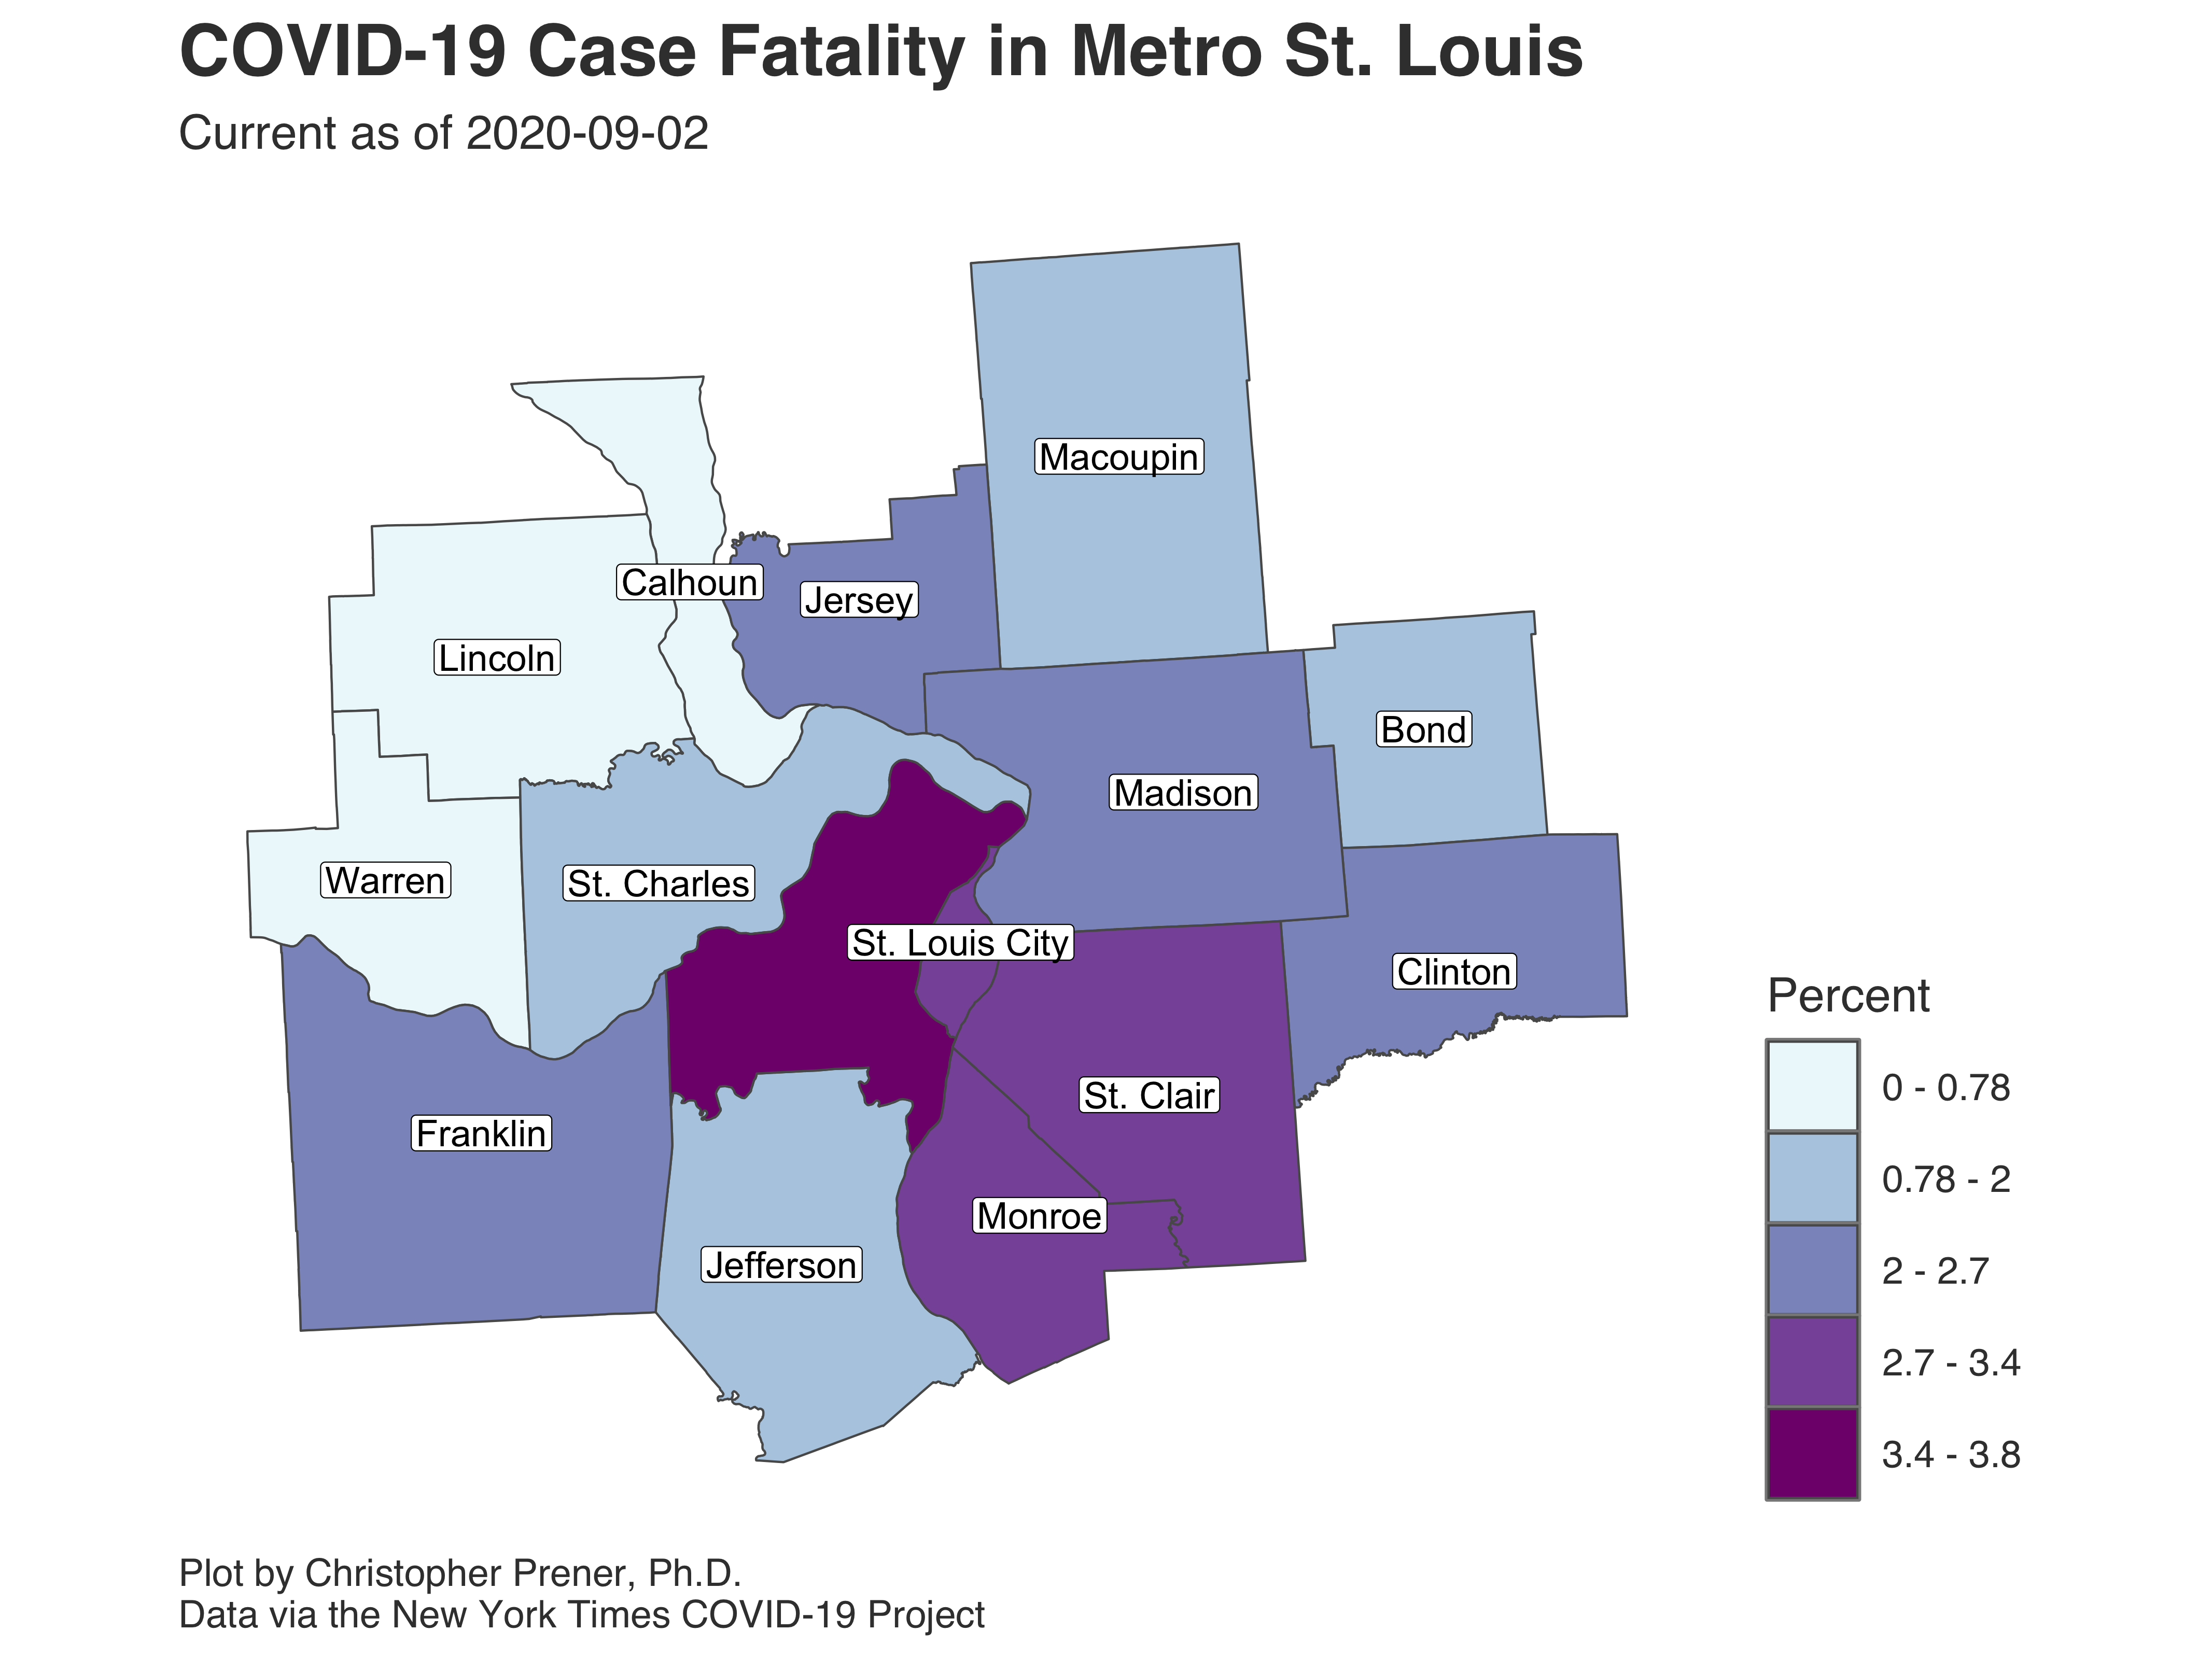 COVID-19 Case Fatality in Metro St. Louis
Current as of 2020-09-02
Macoupin
Calhoun
Jersey
Lincoln
Bond
Madison
Warren
St. Charles
St. Louis City
Clinton
St. Clair
Franklin
Monroe
Jefferson
Percent
0 - 0.78
0.78 - 2
2 - 2.7
2.7 - 3.4
3.4 - 3.8
Plot by Christopher Prener, Ph.D.
Data via the New York Times COVID-19 Project